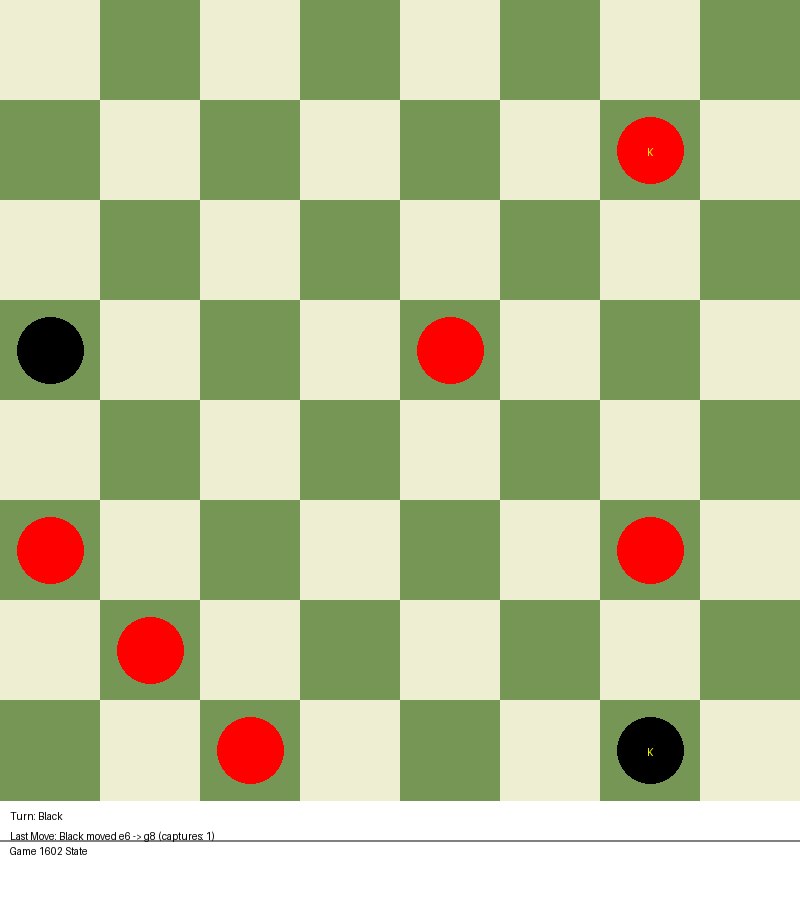 K
K
Turn: Black
Last Move: Black moved e6 -> g8 (captures: 1)
Game 1602 State